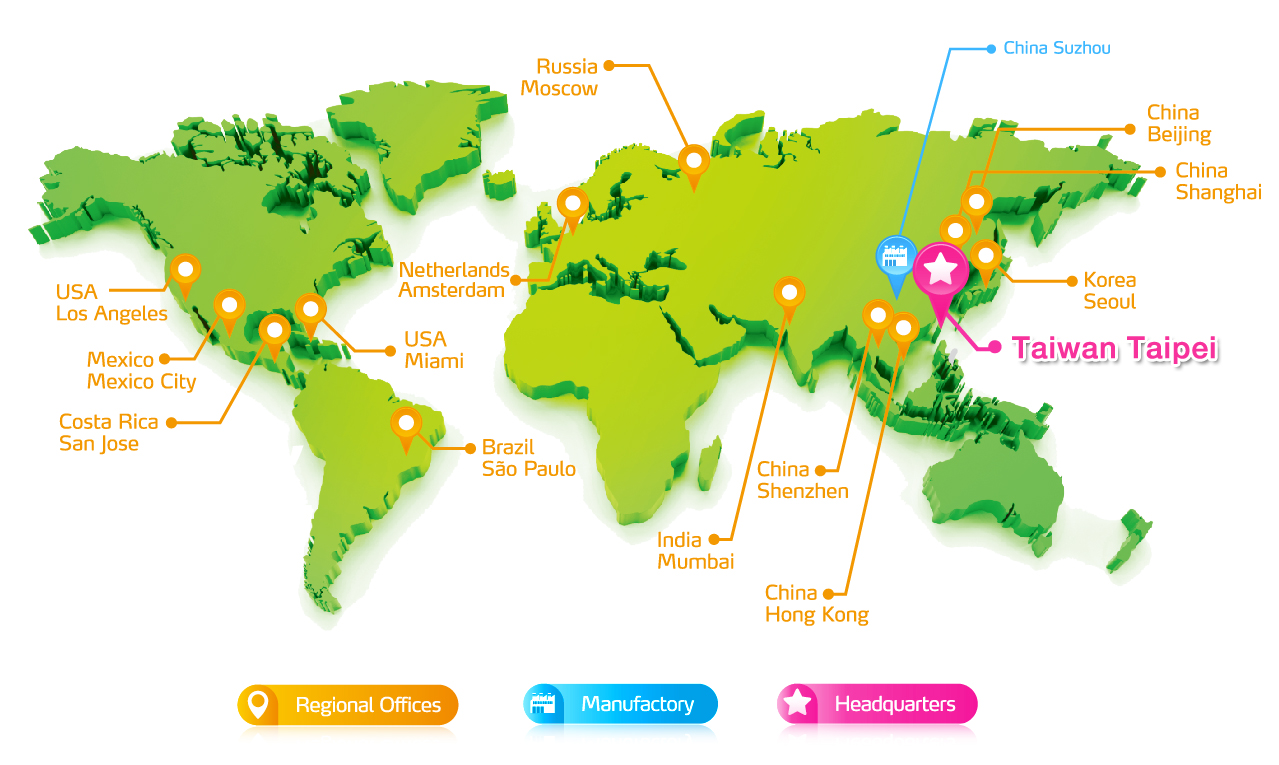 China Suzhou
Russia
Moscow
China
Beijing
China
Shanghai
Netherlands
Amsterdam
Korea
Seoul
USA
Los Angeles
USA
Miami
Taiwan Taipei
Mexico
Mexico City
Costa Rica
San Jose
Brazil
São Paulo
China
Shenzhen
India
Mumbai
China
Hong Kong
Regional Offices
Manufactory
Headquarters